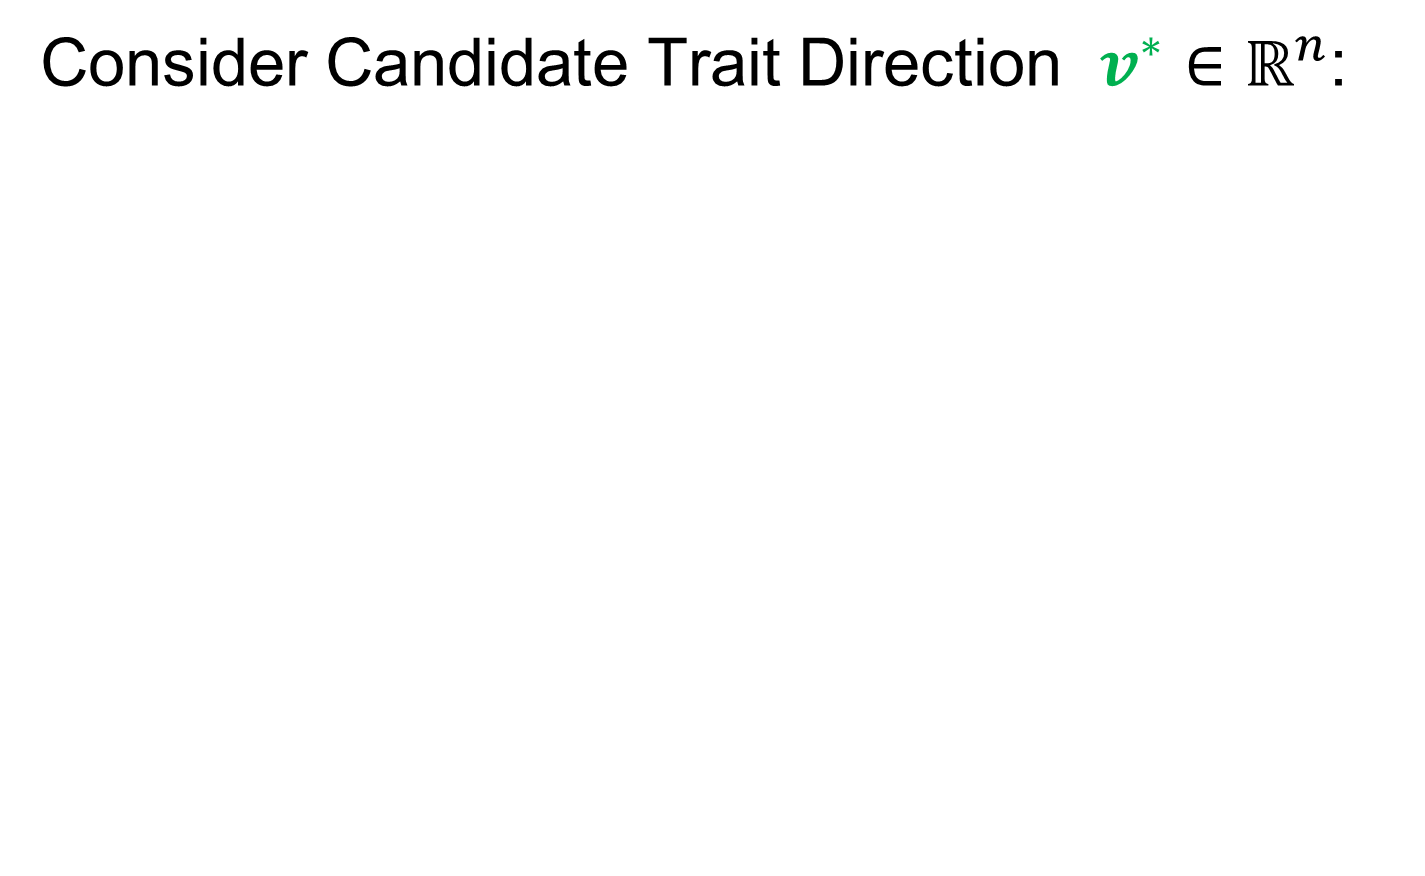 Consider Candidate Trait Direction 𝒗* ∈ ℝⁿ: